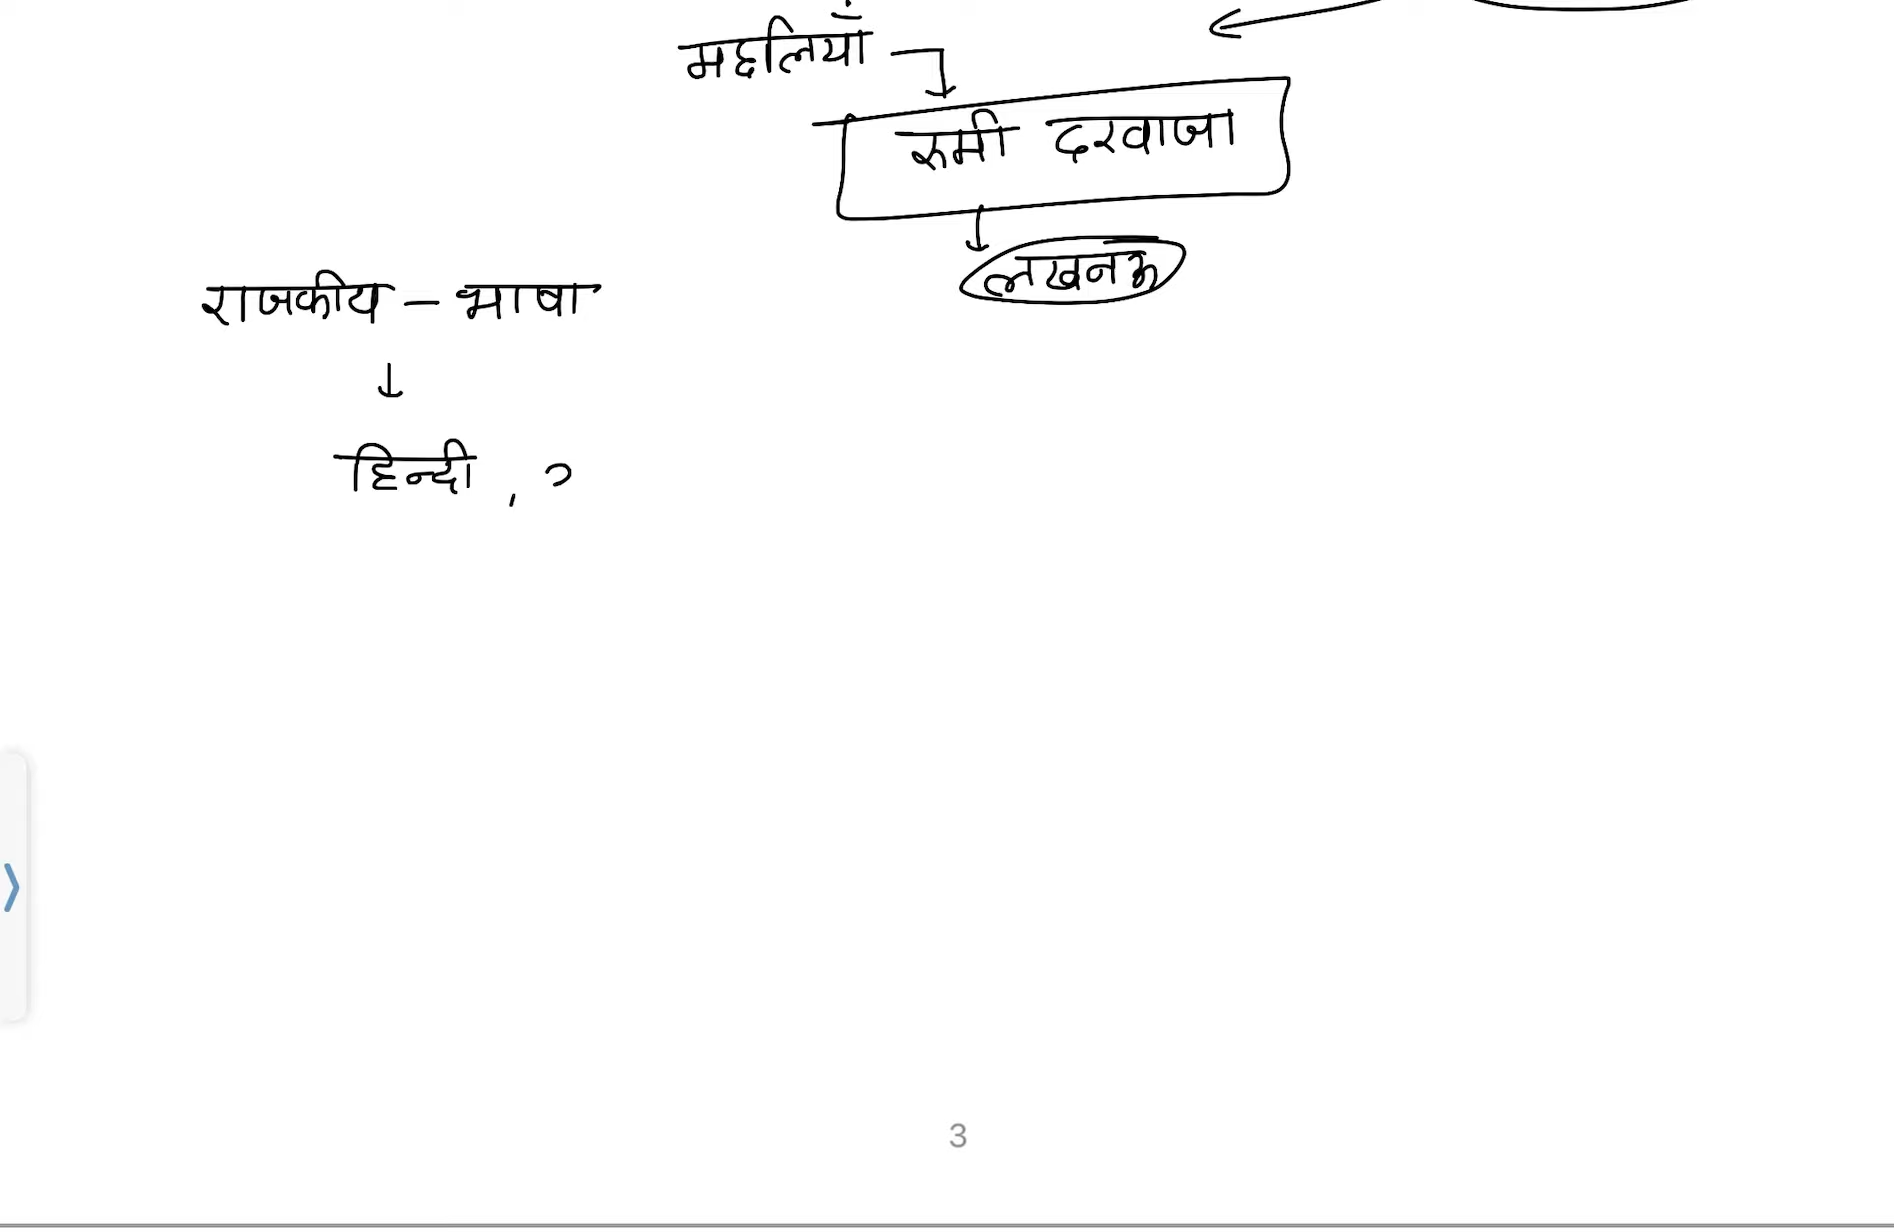 मछलियाँ
रुमी दरवाजा
लखनऊ
राजकीय – भाषा
हिन्दी ,
3